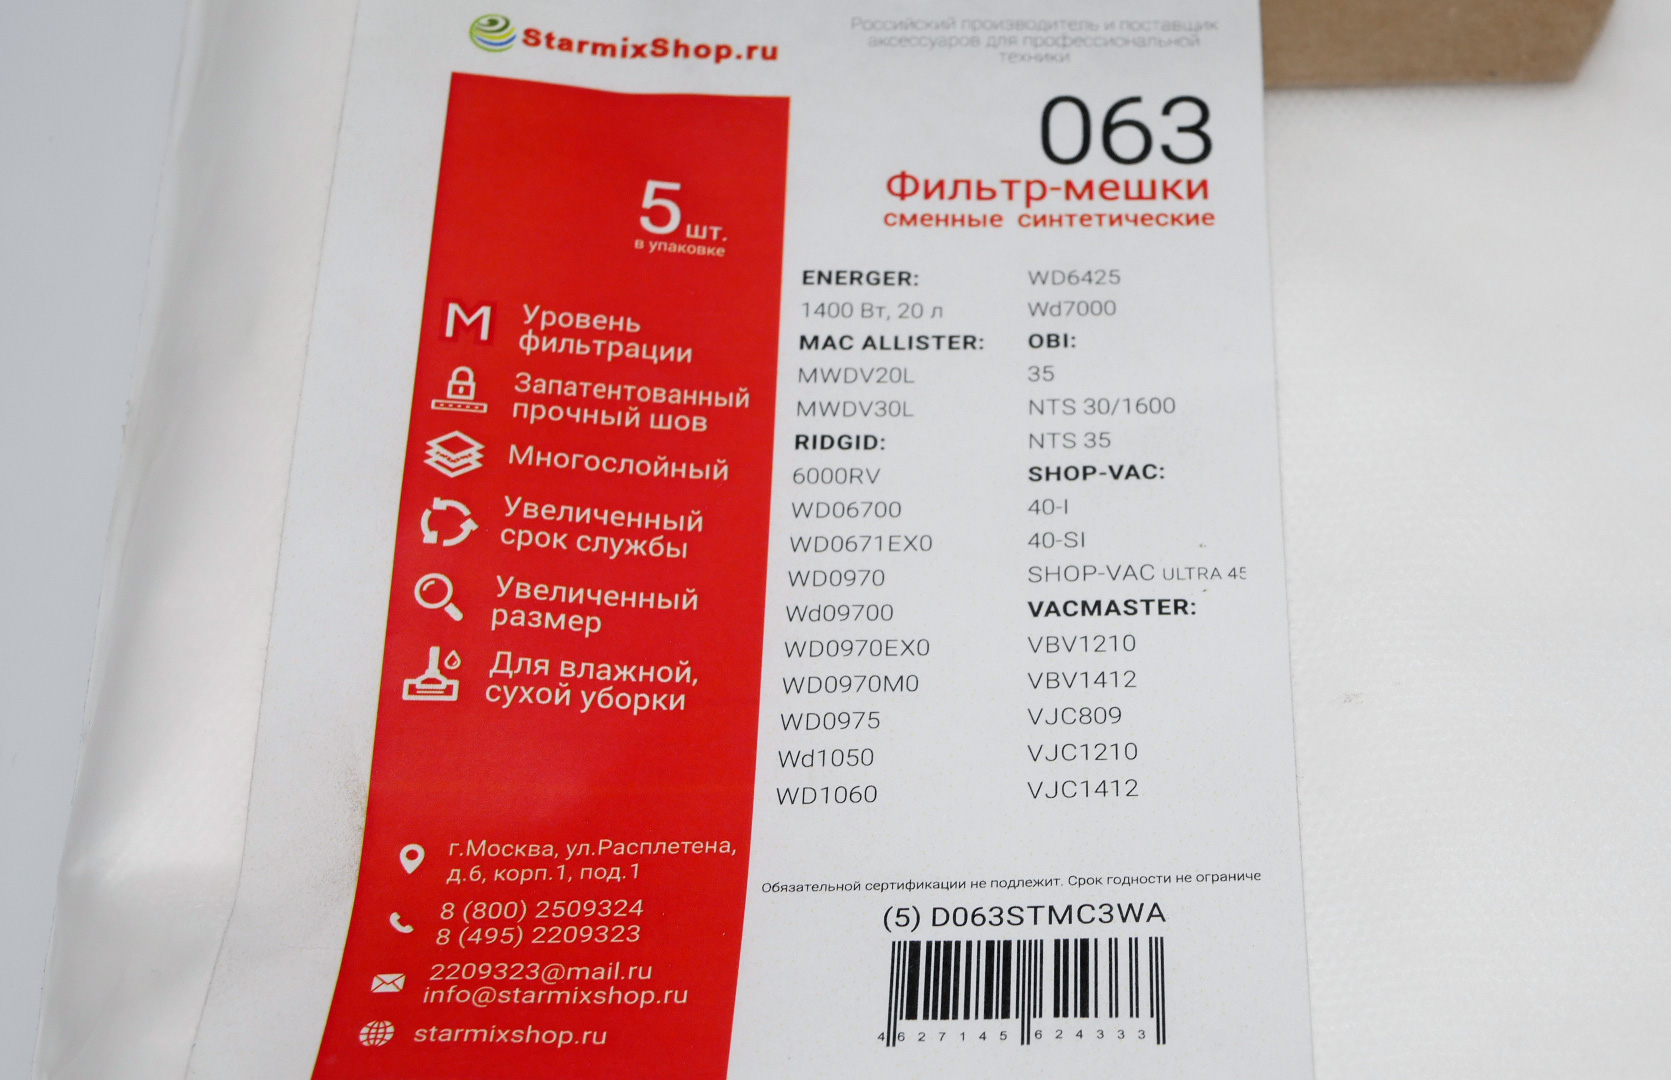 StarmixShop.ru
Российский производитель и поставщик
аксессуаров для профессиональной
техники
063
Фильтр-мешки
сменные синтетические
5 шт.
в упаковке
M Уровень
фильтрации
Запатентованный
прочный шов
Многослойный
Увеличенный
срок службы
Увеличенный
размер
Для влажной,
сухой уборки
г.Москва, ул.Расплетена,
д.6, корп.1, под.1
8 (800) 2509324
8 (495) 2209323
2209323@mail.ru
info@starmixshop.ru
starmixshop.ru
ENERGER:
1400 Вт, 20 л
MAC ALLISTER:
MWDV20L
MWDV30L
RIDGID:
6000RV
WD06700
WD0671EX0
WD0970
Wd09700
WD0970EX0
WD0970M0
WD0975
Wd1050
WD1060
WD6425
Wd7000
OBI:
35
NTS 30/1600
NTS 35
SHOP-VAC:
40-I
40-SI
SHOP-VAC ULTRA 45
VACMASTER:
VBV1210
VBV1412
VJC809
VJC1210
VJC1412
Обязательной сертификации не подлежит. Срок годности не ограниче
(5) D063STMC3WA
4 627145 624333